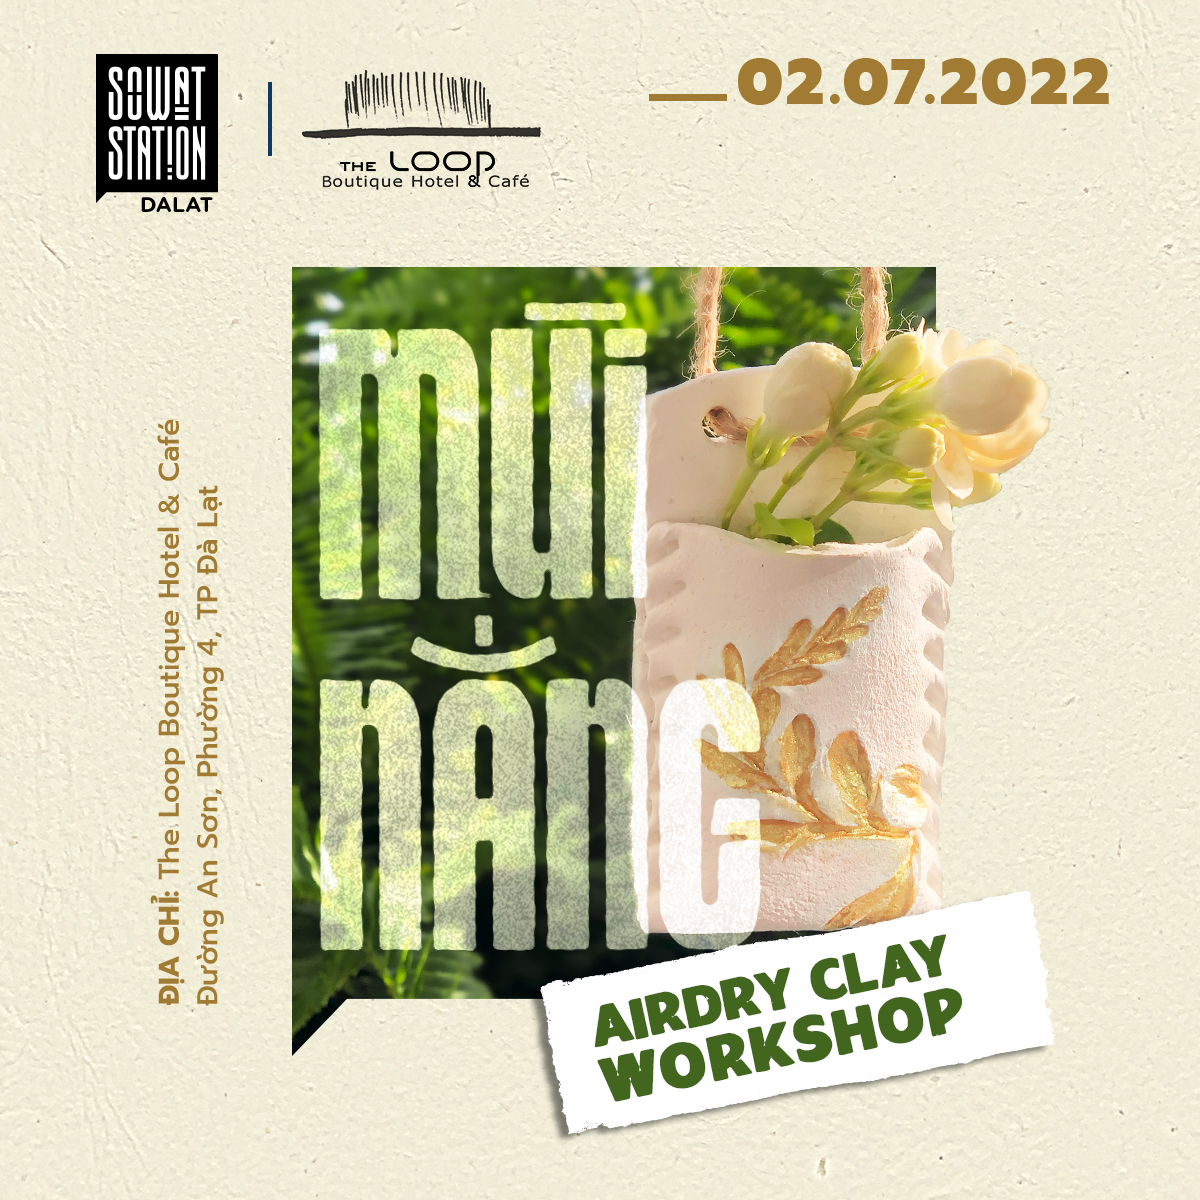 SOWAT
STATION
DALAT
THE LOOP
Boutique Hotel & Café
02.07.2022
MÙI
NẮNG
ĐỊA CHỈ: The Loop Boutique Hotel & Café
Đường An Sơn, Phường 4, TP Đà Lạt
AIRDRY CLAY
WORKSHOP